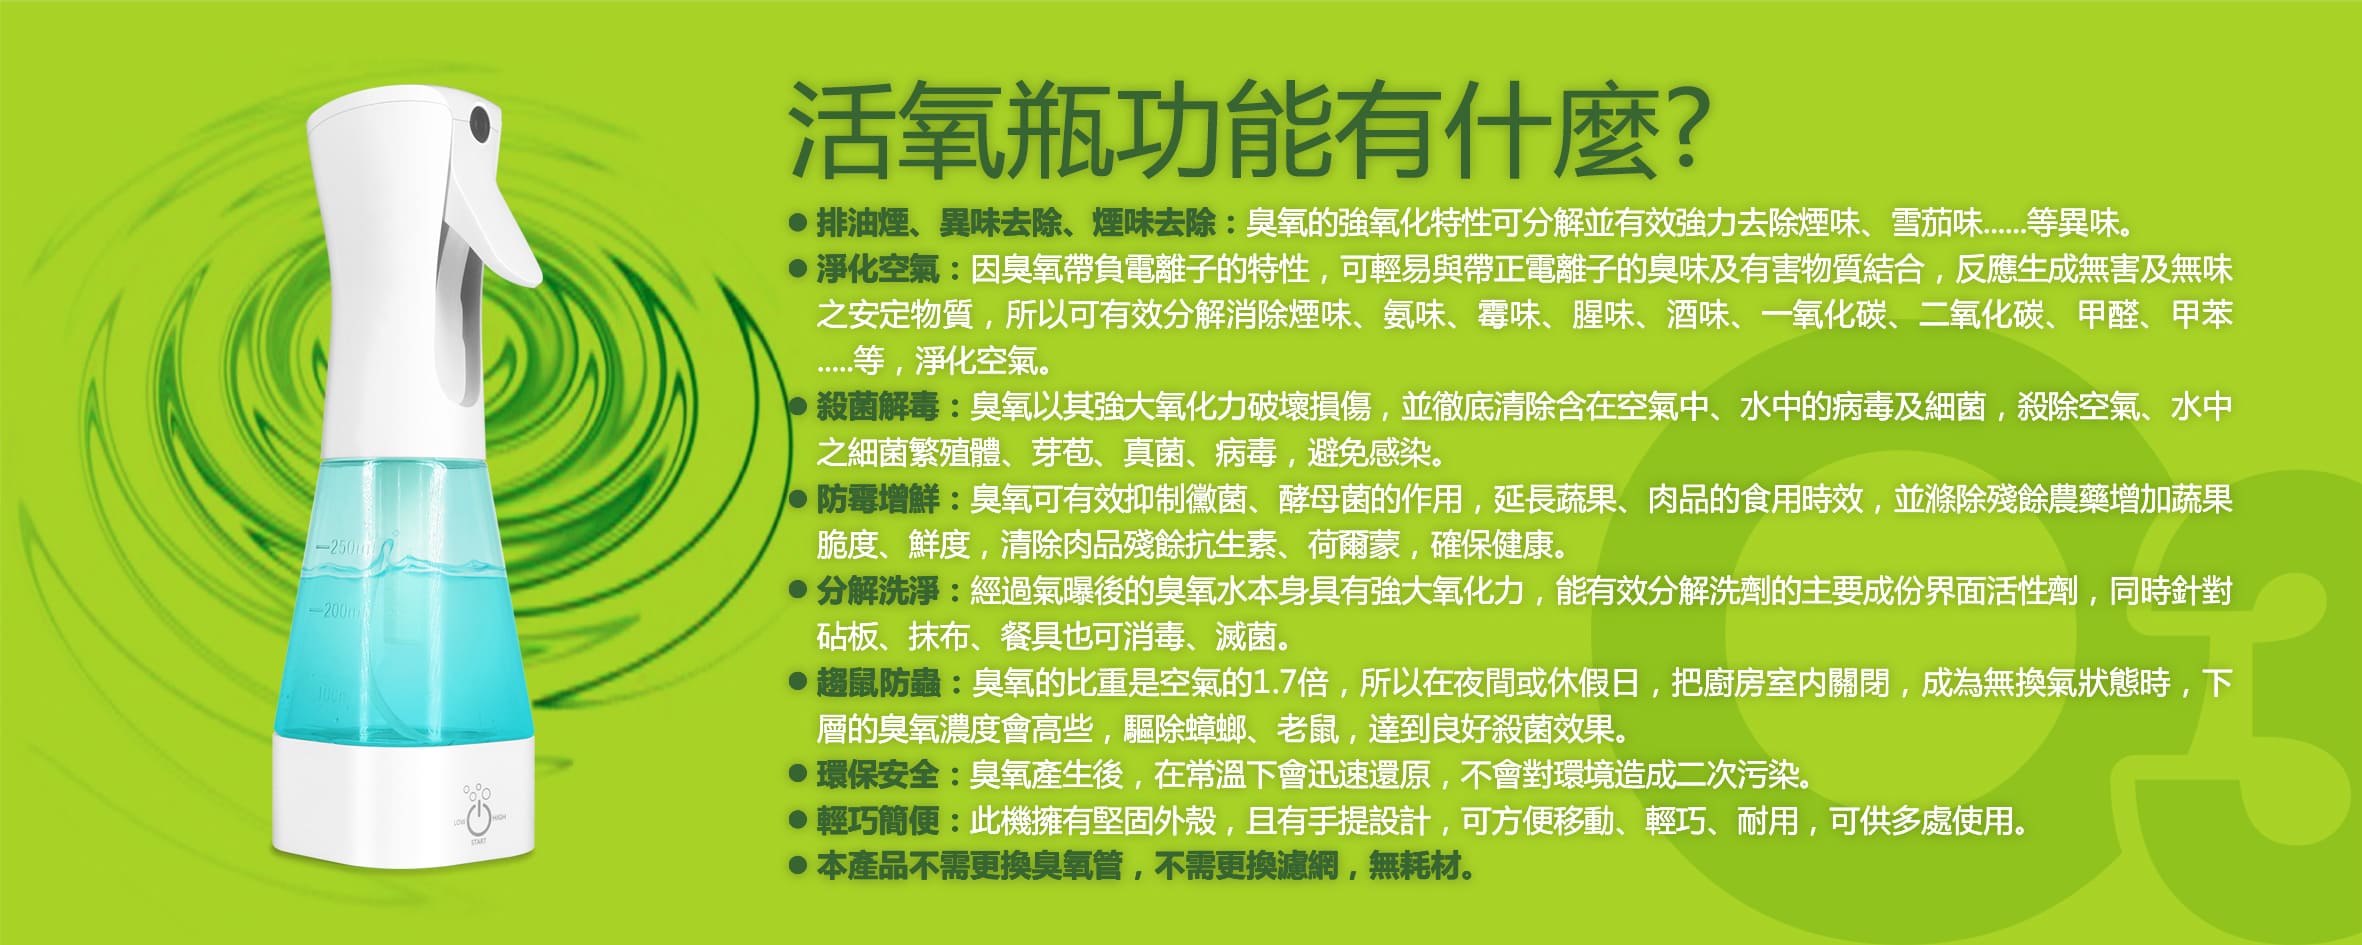 活氧瓶功能有什麼?
● 排油煙、異味去除、煙味去除：臭氧的強氧化特性可分解並有效強力去除煙味、雪茄味......等異味。
● 淨化空氣：因臭氧帶負電離子的特性，可輕易與帶正電離子的臭味及有害物質結合，反應生成無害及無味
之安定物質，所以可有效分解消除煙味、氨味、霉味、腥味、酒味、一氧化碳、二氧化碳、甲醛、甲苯
.....等，淨化空氣。
● 殺菌解毒：臭氧以其強大氧化力破壞損傷，並徹底清除含在空氣中、水中的病毒及細菌，殺除空氣、水中
之細菌繁殖體、芽苞、真菌、病毒，避免感染。
● 防霉增鮮：臭氧可有效抑制黴菌、酵母菌的作用，延長蔬果、肉品的食用時效，並滌除殘餘農藥增加蔬果
脆度、鮮度，清除肉品殘餘抗生素、荷爾蒙，確保健康。
● 分解洗淨：經過氣曝後的臭氧水本身具有強大氧化力，能有效分解洗劑的主要成份界面活性劑，同時針對
砧板、抹布、餐具也可消毒、滅菌。
● 趨鼠防蟲：臭氧的比重是空氣的1.7倍，所以在夜間或休假日，把廚房室內關閉，成為無換氣狀態時，下
層的臭氧濃度會高些，驅除蟑螂、老鼠，達到良好殺菌效果。
● 環保安全：臭氧產生後，在常溫下會迅速還原，不會對環境造成二次污染。
● 輕巧簡便：此機擁有堅固外殼，且有手提設計，可方便移動、輕巧、耐用，可供多處使用。
● 本產品不需更換臭氧管，不需更換濾網，無耗材。
O3
—250ml
—200ml
100ml
LOW HIGH
START